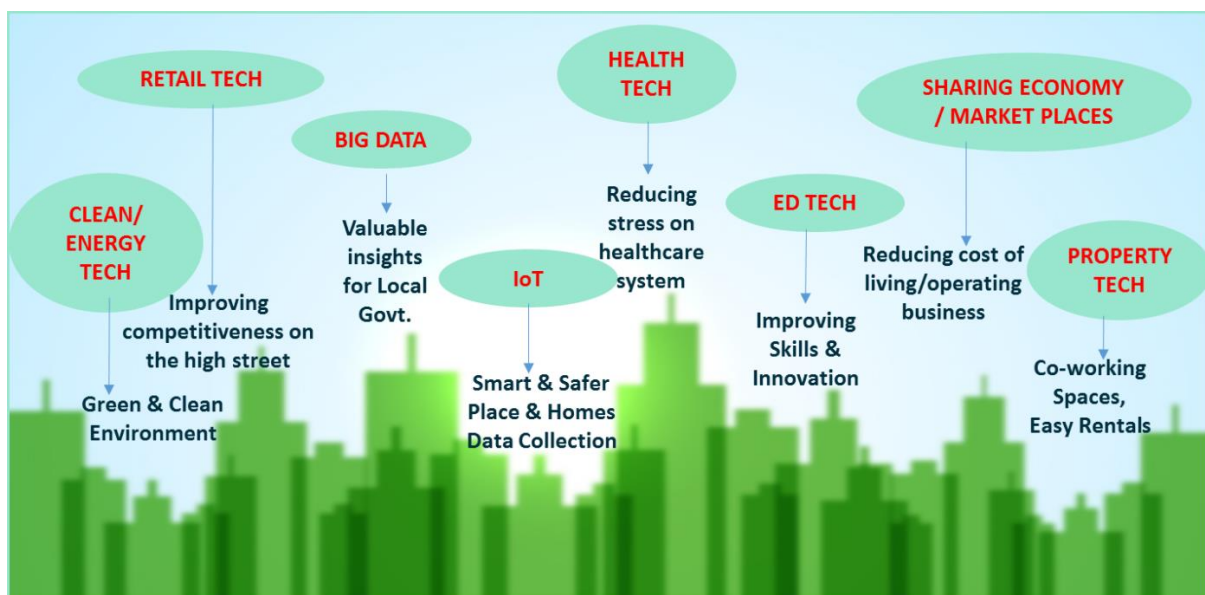 RETAIL TECH
Improving
competitiveness on
the high street
CLEAN/
ENERGY
TECH
Green & Clean
Environment
BIG DATA
Valuable
insights
for Local
Govt.
IoT
Smart & Safer
Place & Homes
Data Collection
HEALTH
TECH
Reducing
stress on
healthcare
system
ED TECH
Improving
Skills &
Innovation
SHARING ECONOMY
/ MARKET PLACES
Reducing cost of
living/operating
business
PROPERTY
TECH
Co-working
Spaces,
Easy Rentals